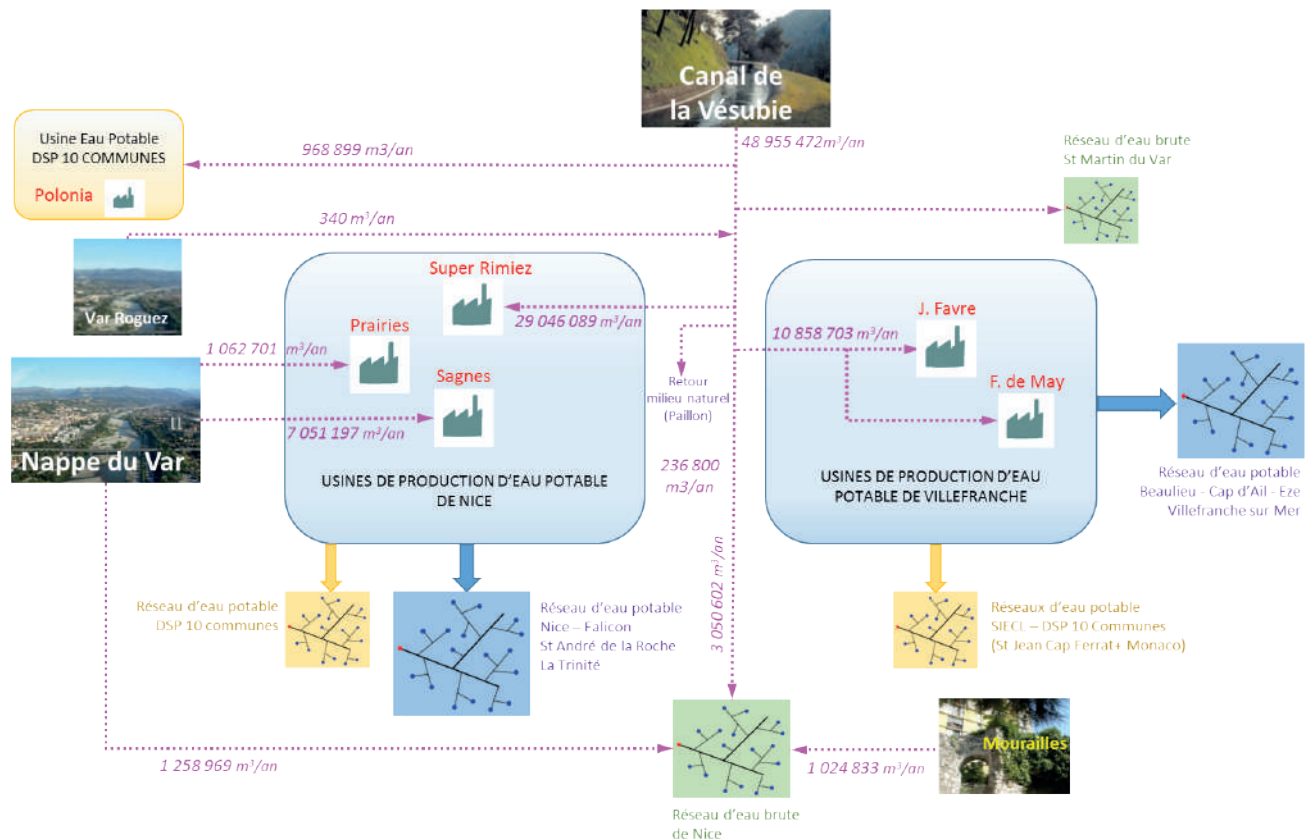 Canal de
la Vésubie
48 955 472m³/an
Usine Eau Potable
DSP 10 COMMUNES
Polonia
968 899 m3/an
Réseau d'eau brute
St Martin du Var
340 m³/an
Var Roguez
Super Rimiez
29 046 089 m³/an
Prairies
1 062 701 m³/an
Sagnes
7 051 197 m³/an
Nappe du Var
USINES DE PRODUCTION D'EAU POTABLE
DE NICE
Retour
milieu naturel
(Paillon)
236 800
m3/an
10 858 703 m³/an
J. Favre
F. de May
USINES DE PRODUCTION D'EAU
POTABLE DE VILLEFRANCHE
Réseau d'eau potable
Beaulieu - Cap d'Ail - Eze
Villefranche sur Mer
3 050 602 m³/an
Réseau d'eau potable
DSP 10 communes
Réseau d'eau potable
Nice – Falicon
St André de la Roche
La Trinité
Réseaux d'eau potable
SIECL – DSP 10 Communes
(St Jean Cap Ferrat+ Monaco)
1 258 969 m³/an
Mourailles
1 024 833 m³/an
Réseau d'eau brute
de Nice